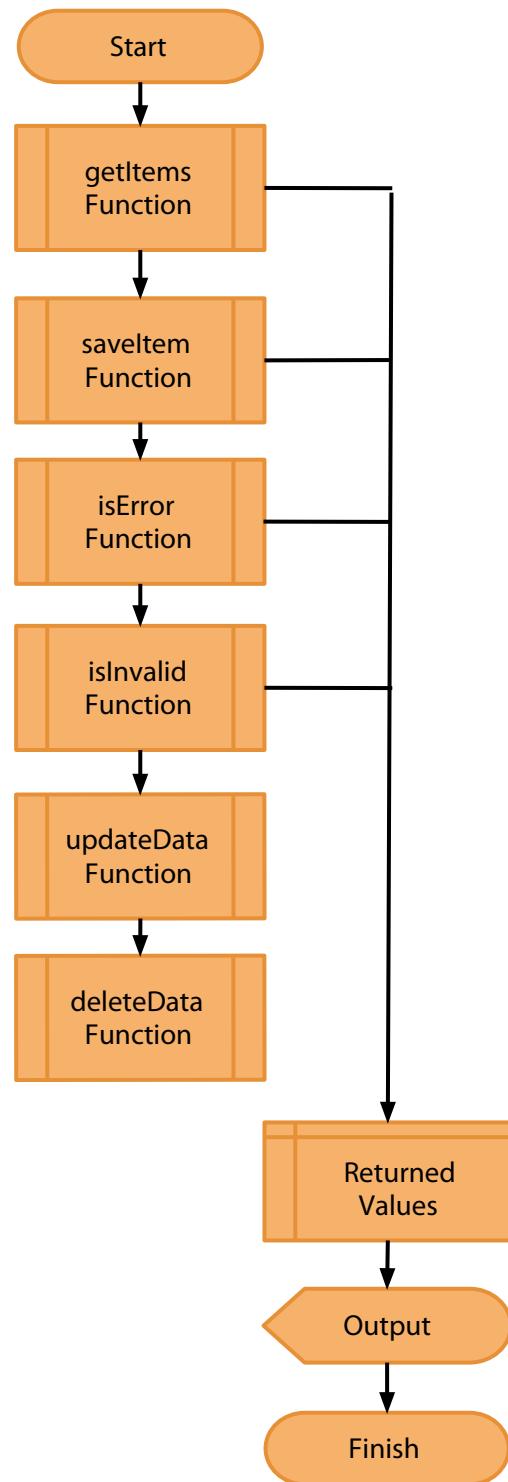 Start
getItems
Function
saveItem
Function
isError
Function
isInvalid
Function
updateData
Function
deleteData
Function
Returned
Values
Output
Finish